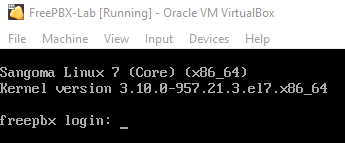 FreePBX-Lab [Running] - Oracle VM VirtualBox
File Machine View Input Devices Help
Sangoma Linux 7 (Core) (x86_64)
Kernel version 3.10.0-957.21.3.el7.x86_64
freepbx login: _